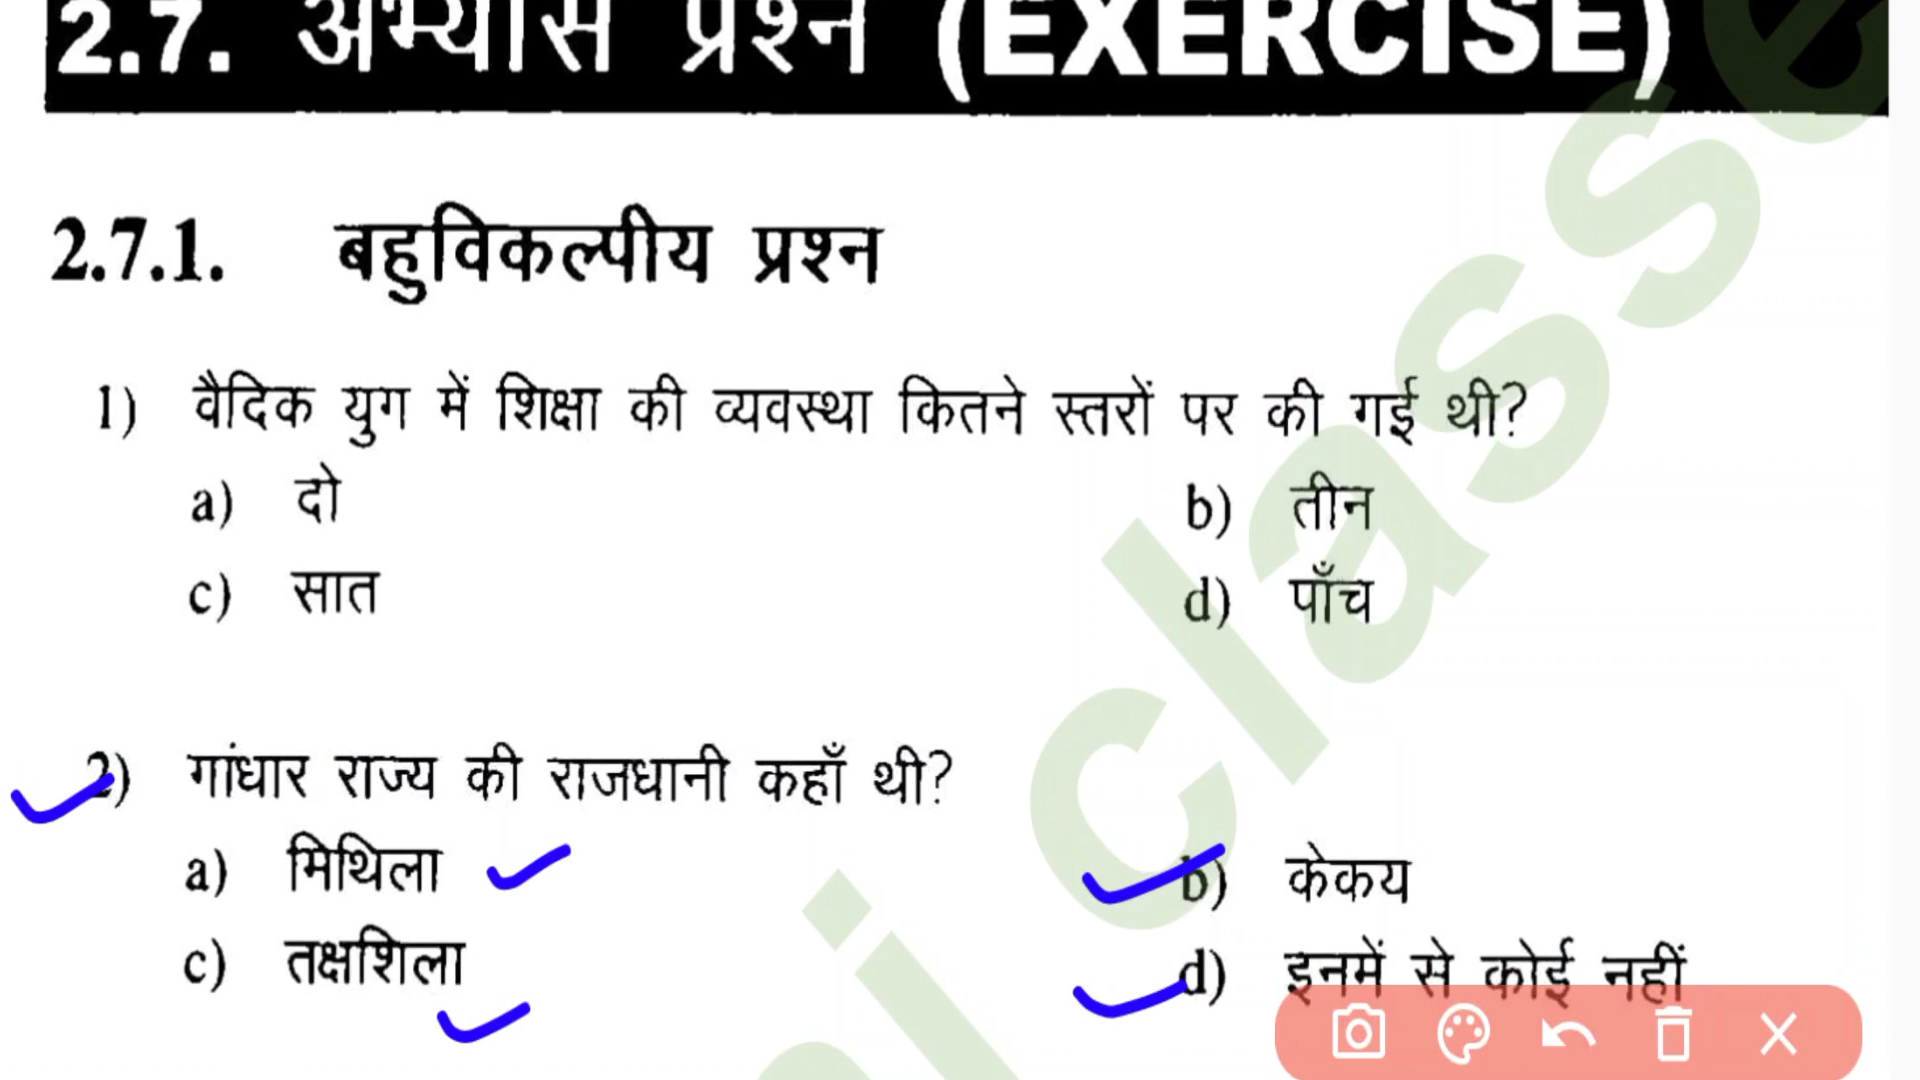 2.7. अभ्यास प्रश्न (EXERCISE)
2.7.1. बहुविकल्पीय प्रश्न
1) वैदिक युग में शिक्षा की व्यवस्था कितने स्तरों पर की गई थी?
a) दो b) तीन
c) सात d) पाँच
2) गांधार राज्य की राजधानी कहाँ थी?
a) मिथिला b) केकय
c) तक्षशिला d) इनमें से कोई नहीं
i classe